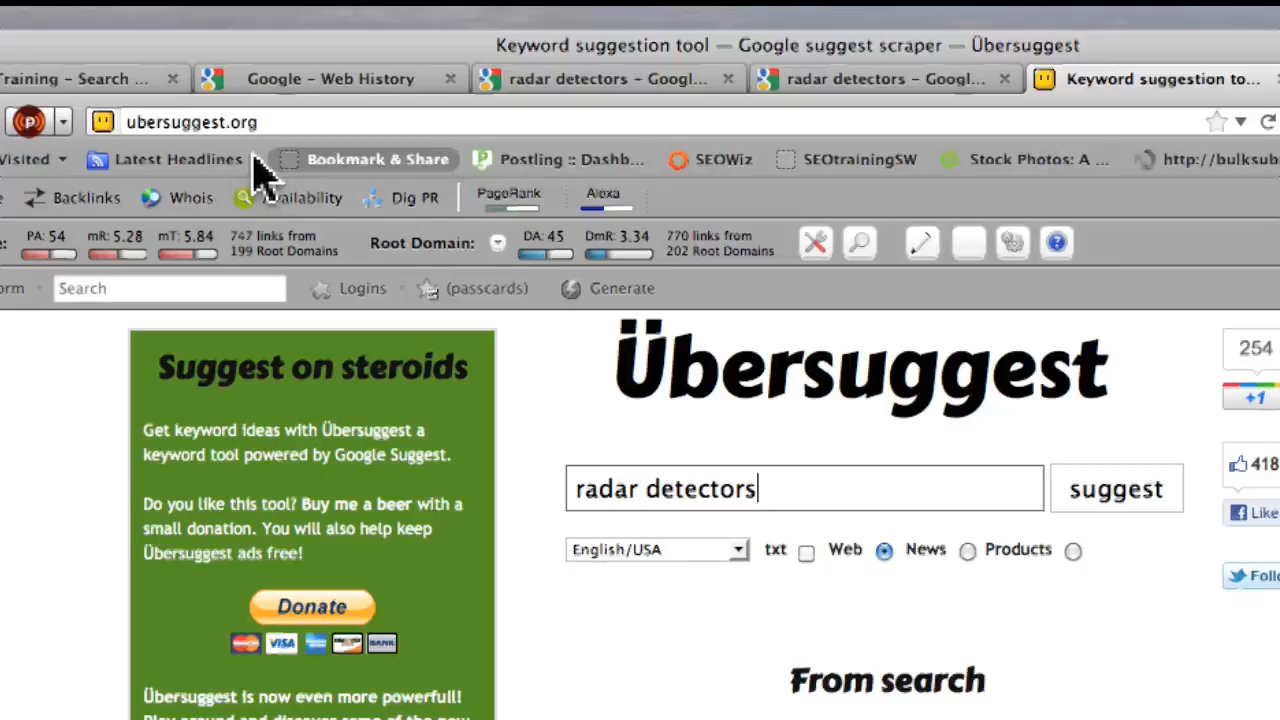 Keyword suggestion tool — Google suggest scraper — Übersuggest
Training – Search ...
Google – Web History
radar detectors – Googl...
radar detectors – Googl...
Keyword suggestion to...
ubersuggest.org
Visited
Latest Headlines
Bookmark & Share
Postling :: Dashb...
SEOWiz
SEOtrainingSW
Stock Photos: A ...
http://bulksub
Backlinks
Whois
Availability
Dig PR
PageRank
Alexa
PA: 54
mR: 5.28
mT: 5.84
747 links from
199 Root Domains
Root Domain:
DA: 45
DmR: 3.34
770 links from
202 Root Domains
orm
Search
Logins
(passcards)
Generate
Suggest on steroids
Get keyword ideas with Übersuggest a
keyword tool powered by Google Suggest.
Do you like this tool? Buy me a beer with a
small donation. You will also help keep
Übersuggest ads free!
Donate
VISA
BANK
Übersuggest is now even more powerfull!
Übersuggest
radar detectors
suggest
English/USA
txt
Web
News
Products
From search
254
+1
418
Like
Follo